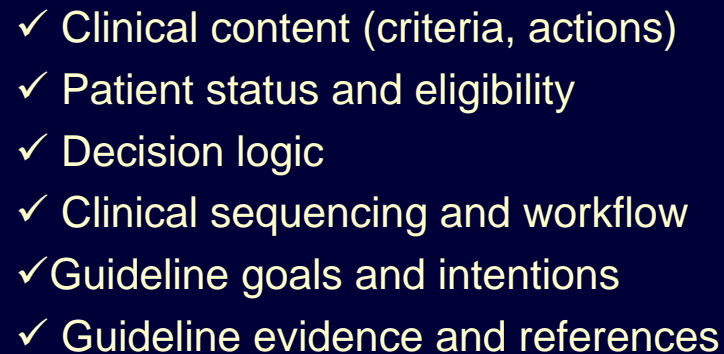 ✓ Clinical content (criteria, actions)
✓ Patient status and eligibility
✓ Decision logic
✓ Clinical sequencing and workflow
✓Guideline goals and intentions
✓ Guideline evidence and references